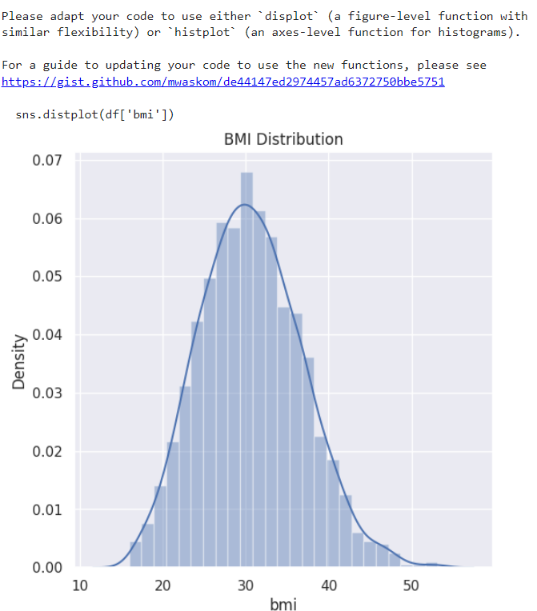 Please adapt your code to use either `displot` (a figure-level function with
similar flexibility) or `histplot` (an axes-level function for histograms).
For a guide to updating your code to use the new functions, please see
https://gist.github.com/mwaskom/de44147ed2974457ad6372750bbe5751
sns.distplot(df['bmi'])
BMI Distribution
0.07
0.06
0.05
0.04
0.03
0.02
0.01
0.00
Density
10 20 30 40 50
bmi